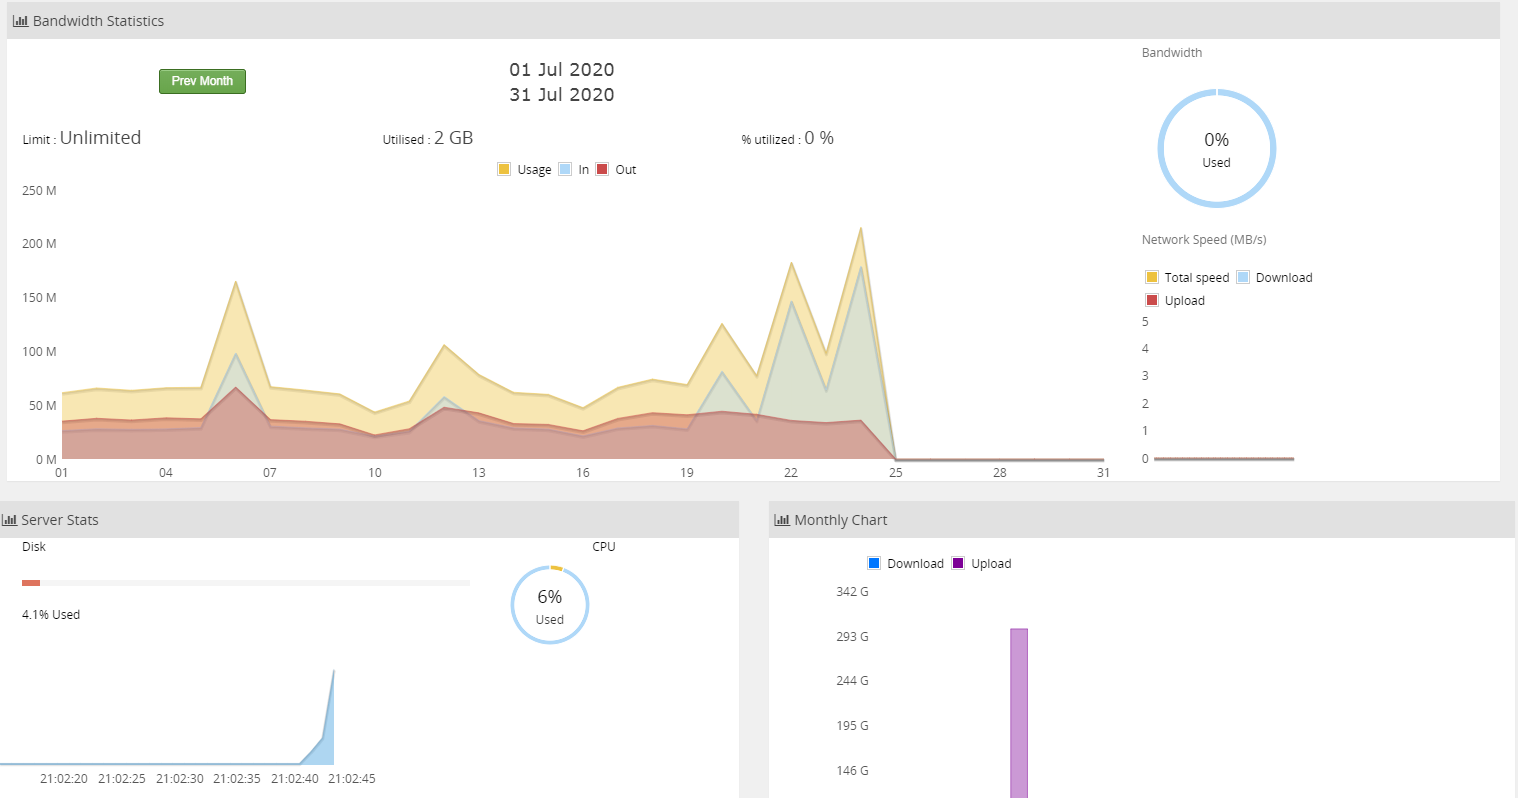 Bandwidth Statistics
Prev Month
01 Jul 2020
31 Jul 2020
Limit : Unlimited
Utilised : 2 GB
% utilized : 0 %
Usage In Out
250 M
200 M
150 M
100 M
50 M
0 M
01 04 07 10 13 16 19 22 25 28 31
Bandwidth
0%
Used
Network Speed (MB/s)
Total speed Download
Upload
5
4
3
2
1
0
Server Stats
Disk
4.1% Used
CPU
6%
Used
21:02:20 21:02:25 21:02:30 21:02:35 21:02:40 21:02:45
Monthly Chart
Download Upload
342 G
293 G
244 G
195 G
146 G